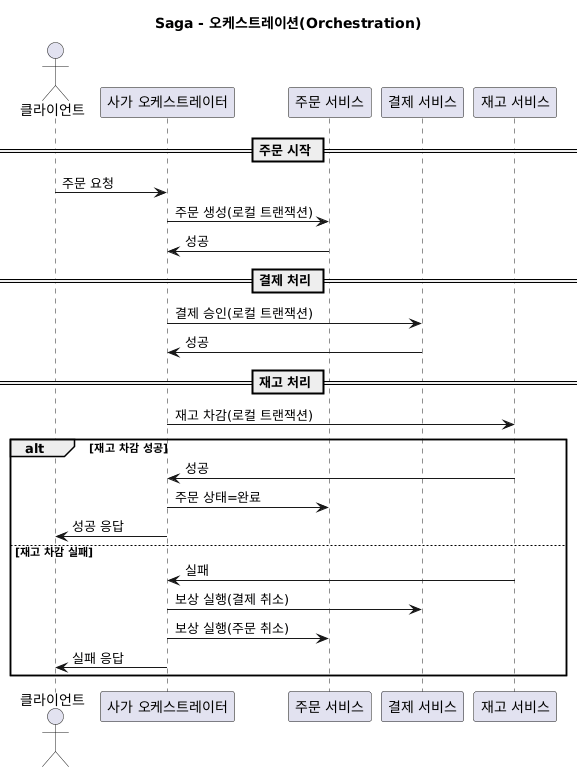 Saga - 오케스트레이션(Orchestration)
클라이언트
사가 오케스트레이터
주문 서비스
결제 서비스
재고 서비스
주문 시작
주문 요청
주문 생성(로컬 트랜잭션)
성공
결제 처리
결제 승인(로컬 트랜잭션)
성공
재고 처리
재고 차감(로컬 트랜잭션)
alt
[재고 차감 성공]
성공
주문 상태=완료
성공 응답
[재고 차감 실패]
실패
보상 실행(결제 취소)
보상 실행(주문 취소)
실패 응답
클라이언트
사가 오케스트레이터
주문 서비스
결제 서비스
재고 서비스